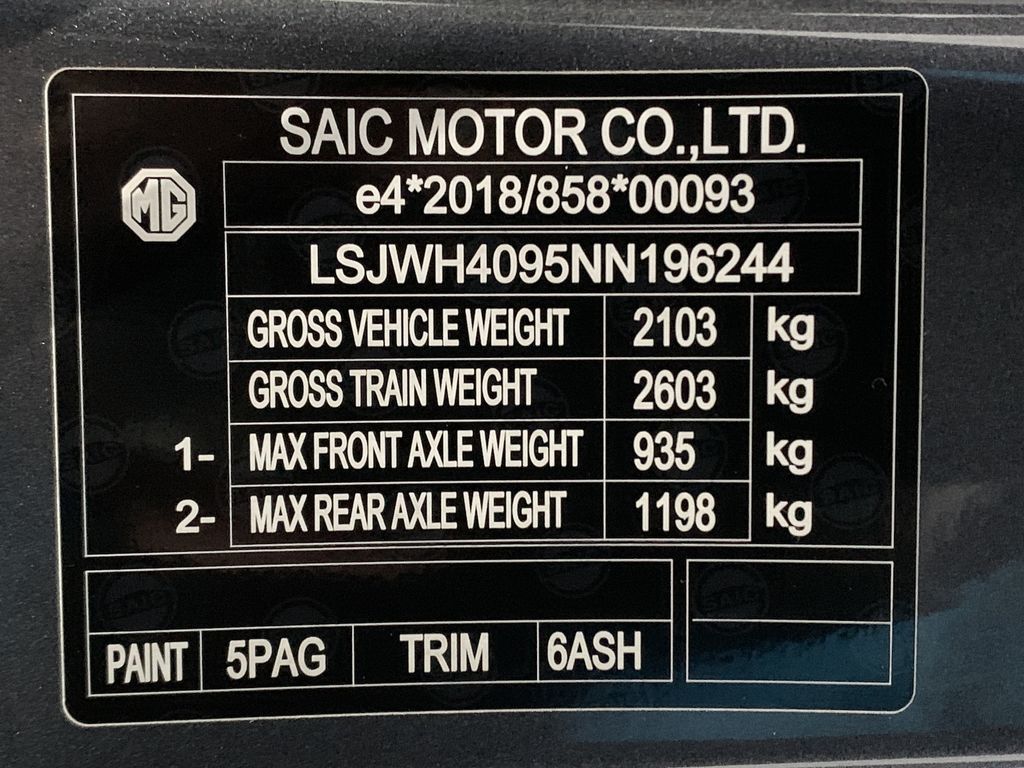 SAIC MOTOR CO.,LTD.
MG
e4*2018/858*00093
LSJWH4095NN196244
GROSS VEHICLE WEIGHT 2103 kg
GROSS TRAIN WEIGHT 2603 kg
1- MAX FRONT AXLE WEIGHT 935 kg
2- MAX REAR AXLE WEIGHT 1198 kg
PAINT 5PAG TRIM 6ASH